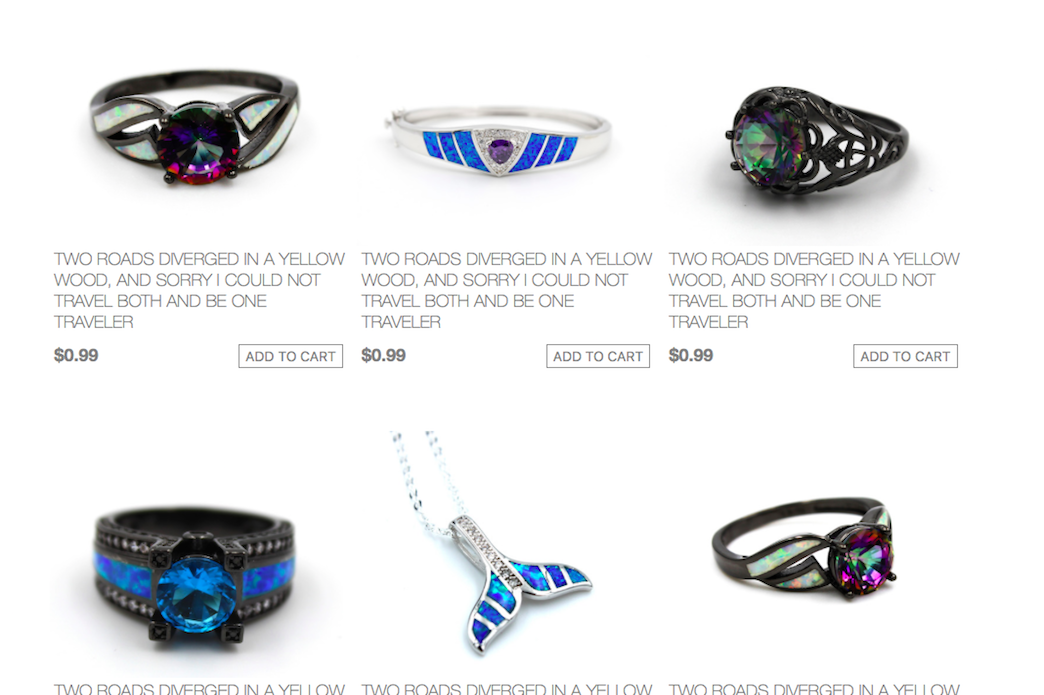 TWO ROADS DIVERGED IN A YELLOW
WOOD, AND SORRY I COULD NOT
TRAVEL BOTH AND BE ONE
TRAVELER
$0.99
ADD TO CART
TWO ROADS DIVERGED IN A YELLOW
WOOD, AND SORRY I COULD NOT
TRAVEL BOTH AND BE ONE
TRAVELER
$0.99
ADD TO CART
TWO ROADS DIVERGED IN A YELLOW
WOOD, AND SORRY I COULD NOT
TRAVEL BOTH AND BE ONE
TRAVELER
$0.99
ADD TO CART
TWO ROADS DIVERGED IN A YELLOW
TWO ROADS DIVERGED IN A YELLOW
TWO ROADS DIVERGED IN A YELLOW